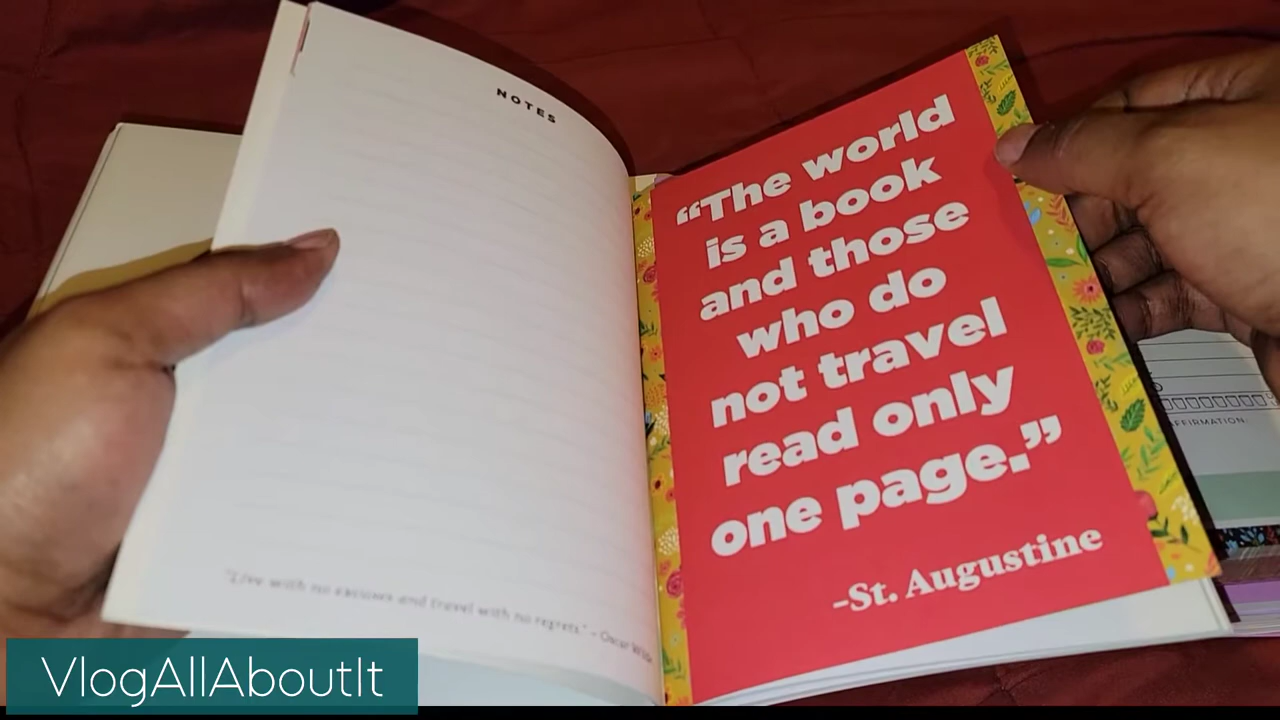 NOTES
"Live with no excuses and travel with no regrets." - Oscar Wilde
“The world
is a book
and those
who do
not travel
read only
one page.”
-St. Augustine
AFFIRMATION:
VlogAllAboutIt